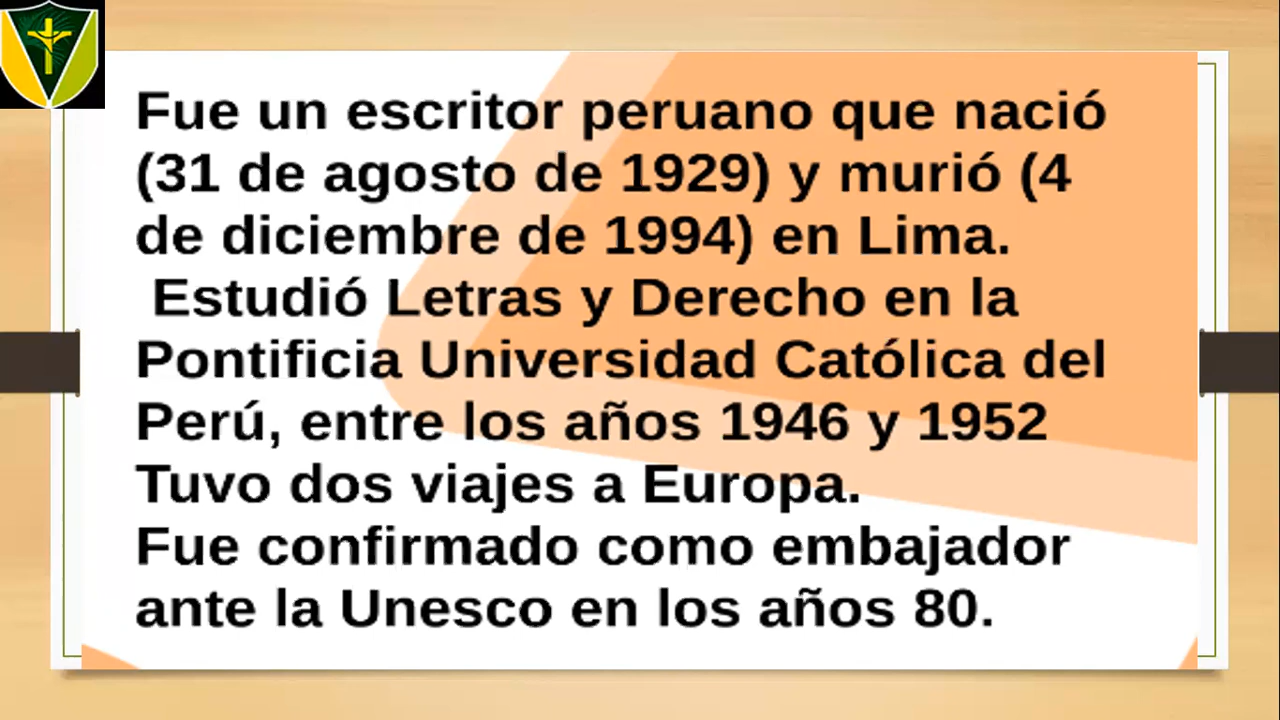 Fue un escritor peruano que nació
(31 de agosto de 1929) y murió (4
de diciembre de 1994) en Lima.
Estudió Letras y Derecho en la
Pontificia Universidad Católica del
Perú, entre los años 1946 y 1952
Tuvo dos viajes a Europa.
Fue confirmado como embajador
ante la Unesco en los años 80.